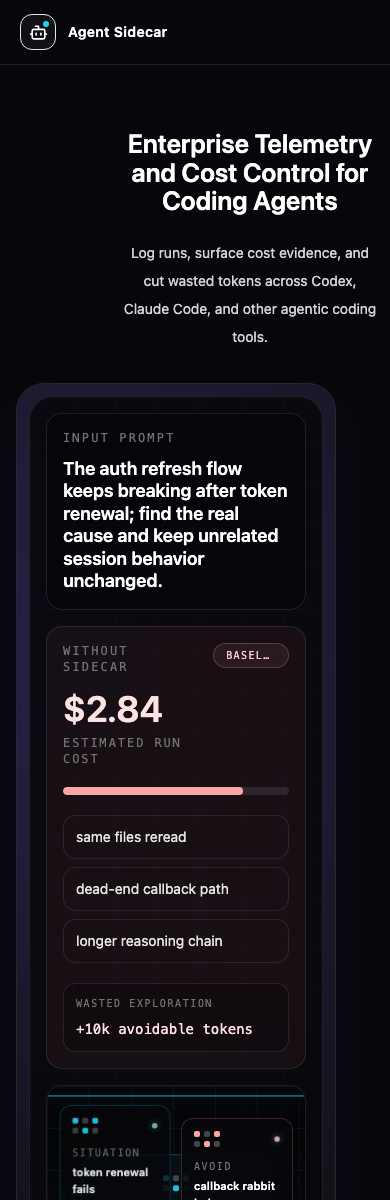 Agent Sidecar
Enterprise Telemetry
and Cost Control for
Coding Agents
Log runs, surface cost evidence, and
cut wasted tokens across Codex,
Claude Code, and other agentic coding
tools.
INPUT PROMPT
The auth refresh flow
keeps breaking after token
renewal; find the real
cause and keep unrelated
session behavior
unchanged.
WITHOUT
SIDECAR
BASEL…
$2.84
ESTIMATED RUN
COST
same files reread
dead-end callback path
longer reasoning chain
WASTED EXPLORATION
+10k avoidable tokens
SITUATION
token renewal
fails
AVOID
callback rabbit